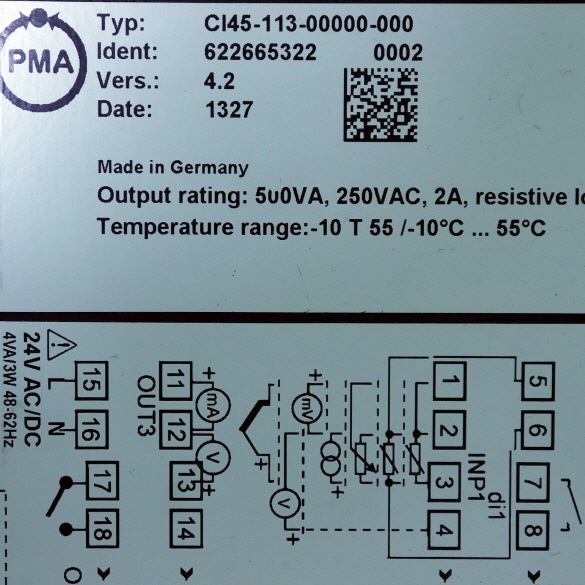 PMA
Typ: CI45-113-00000-000
Ident: 622665322 0002
Vers.: 4.2
Date: 1327
Made in Germany
Output rating: 500VA, 250VAC, 2A, resistive
Temperature range:-10 T 55 /-10°C ... 55°C
24V AC/DC
4VA/3W 48-62Hz
L
N
15
16
17
18
11
12
13
14
OUT3
mA
V
mV
V
1
2
3
4
INP1
di1
5
6
7
8